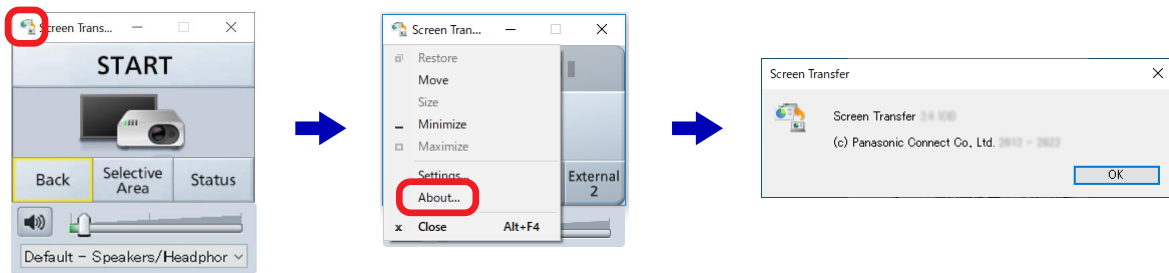 Screen Trans...
START
Back
Selective
Area
Status
Default - Speakers/Headphor
Screen Tran...
Restore
Move
Size
Minimize
Maximize
Settings...
About...
x Close Alt+F4
External
2
Screen Transfer
Screen Transfer
(c) Panasonic Connect Co., Ltd.
OK